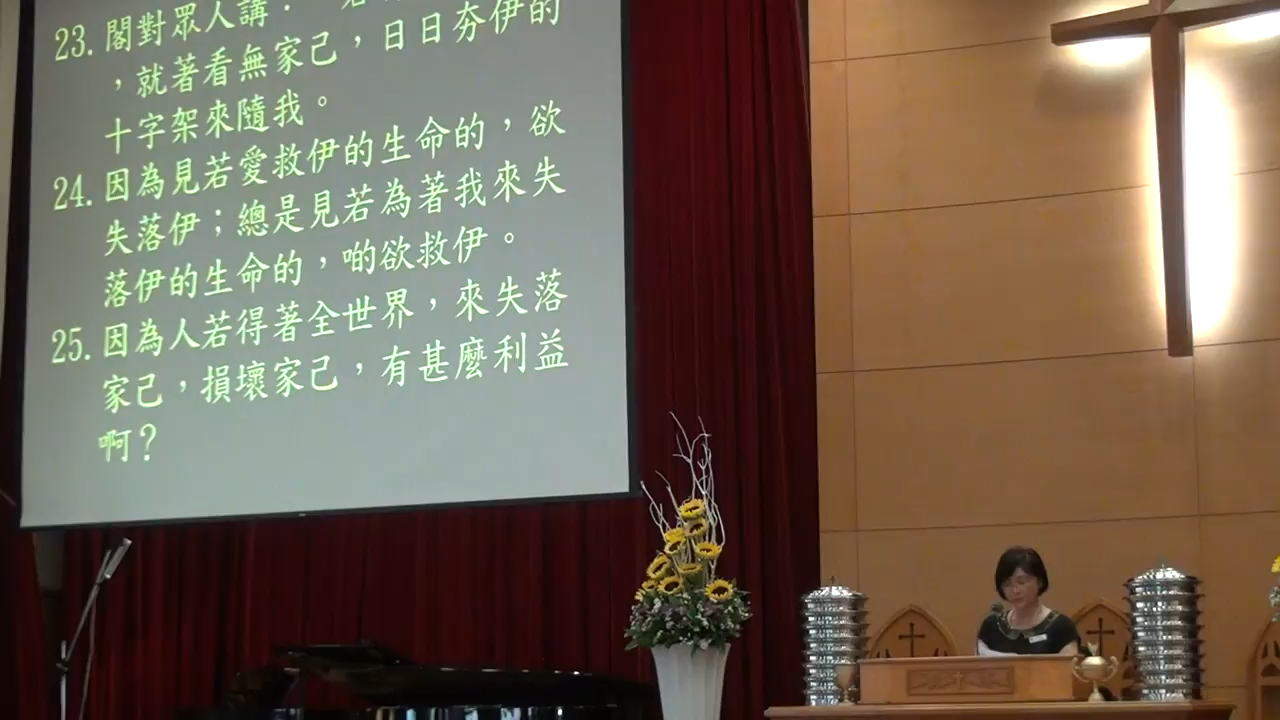 23. 閣對眾人講：
，就著看無家己，日日夯伊的
十字架來隨我。
24. 因為見若愛救伊的生命的，欲
失落伊；總是見若為著我來失
落伊的生命的，啲欲救伊。
25. 因為人若得著全世界，來失落
家己，損壞家己，有甚麼利益
啊？